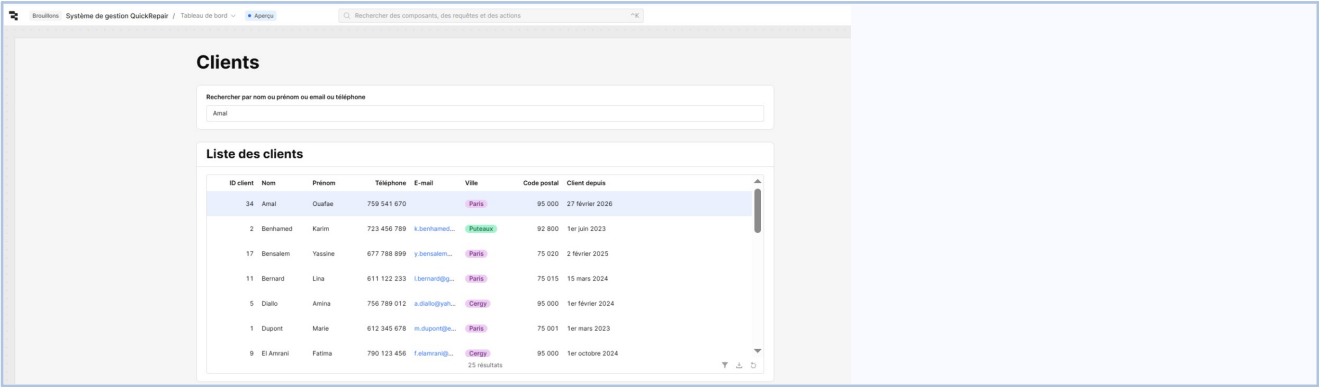 Brouillons Système de gestion QuickRepair / Tableau de bord Aperçu Rechercher des composants, des requêtes et des actions ^K
Clients
Rechercher par nom ou prénom ou email ou téléphone
Amal
Liste des clients
ID client Nom Prénom Téléphone E-mail Ville Code postal Client depuis
34 Amal Ouafae 759 541 670 Paris 95 000 27 février 2026
2 Benhamed Karim 723 456 789 k.benhamed... Puteaux 92 800 1er juin 2023
17 Bensalem Yassine 677 788 899 y.bensalem... Paris 75 020 2 février 2025
11 Bernard Lina 611 122 233 l.bernard@g... Paris 75 015 15 mars 2024
5 Diallo Amina 756 789 012 a.diallo@yah... Cergy 95 000 1er février 2024
1 Dupont Marie 612 345 678 m.dupont@e... Paris 75 001 1er mars 2023
9 El Amrani Fatima 790 123 456 f.elamrani@... Cergy 95 000 1er octobre 2024
25 résultats